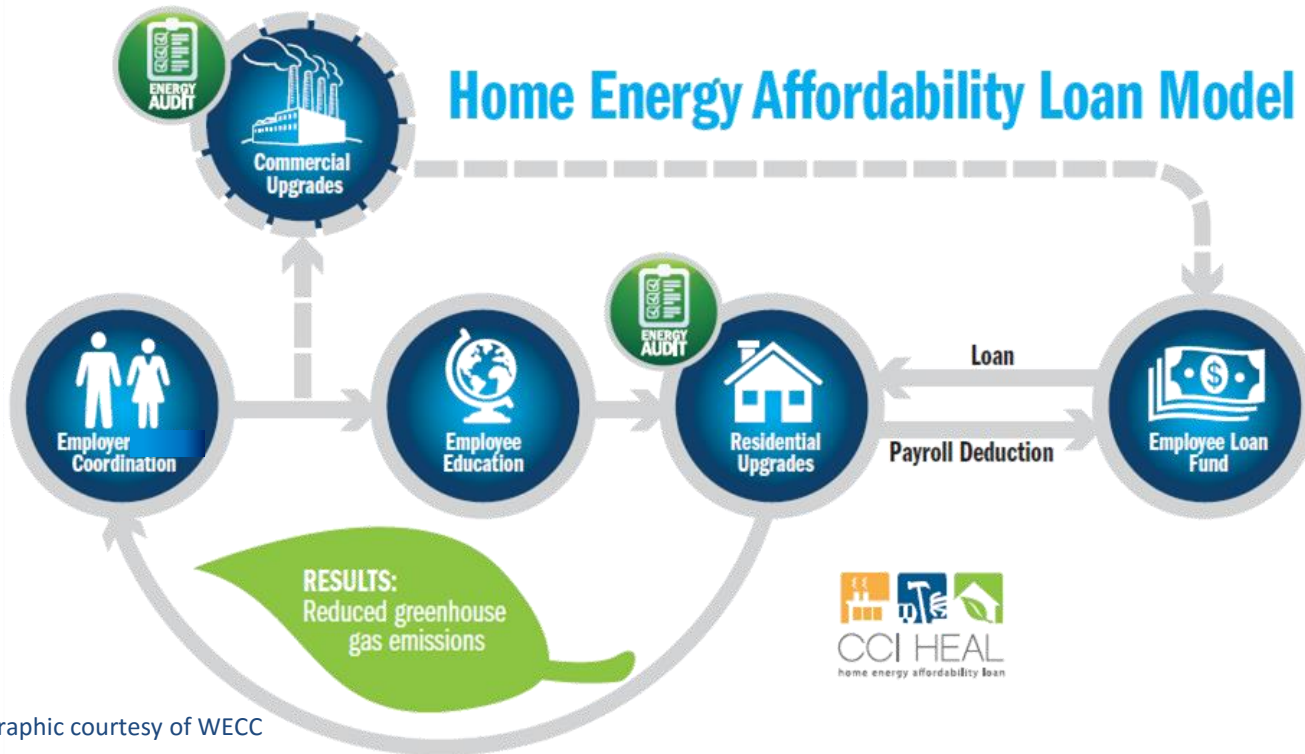 ENERGY
AUDIT
Home Energy Affordability Loan Model
Commercial
Upgrades
ENERGY
AUDIT
Employer
Coordination
Employee
Education
Residential
Upgrades
Loan
Payroll Deduction
Employee Loan
Fund
RESULTS:
Reduced greenhouse
gas emissions
CCI HEAL
home energy affordability loan
raphic courtesy of WECC